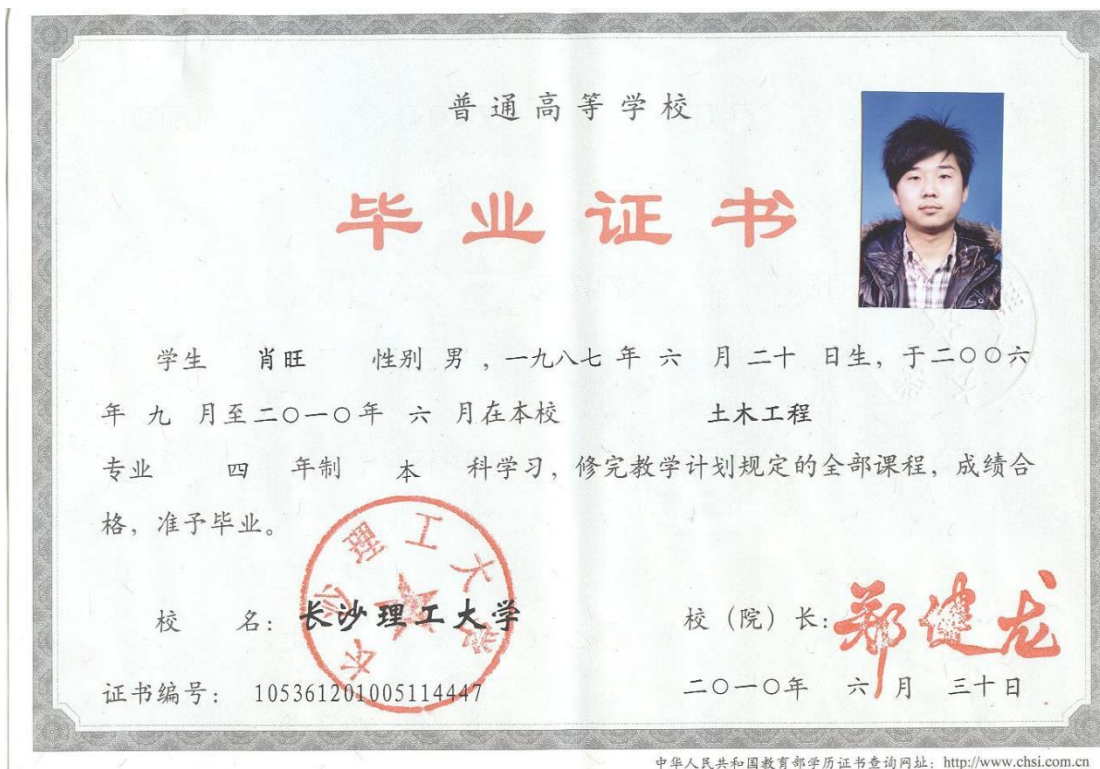 普通高等学校
毕业证书
学生 肖旺 性别 男，一九八七 年 六 月 二十 日生，于二〇〇六
年 九 月至二〇一〇年 六 月在本校 土木工程
专业 四 年制 本 科学习，修完教学计划规定的全部课程，成绩合
格，准予毕业。
长沙理工大学
校 名：长沙理工大学
校（院）长：郑健龙
证书编号：105361201005114447
二〇一〇年 六 月 三十日
中华人民共和国教育部学历证书查询网址：http://www.chsi.com.cn